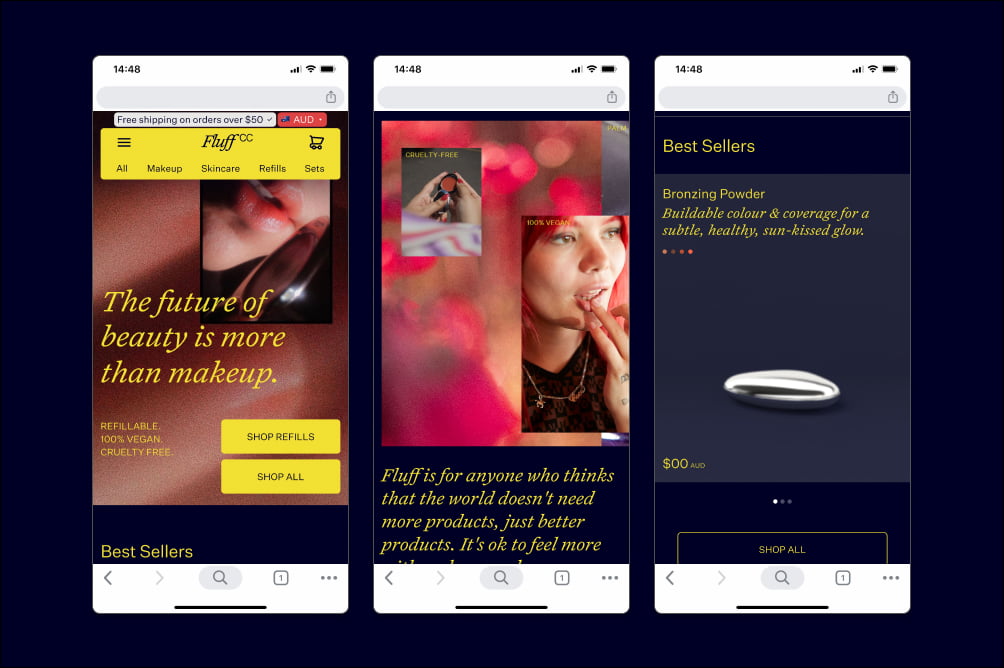 14:48
Free shipping on orders over $50
AUD
Fluff CC
All Makeup Skincare Refills Sets
The future of
beauty is more
than makeup.
REFILLABLE.
100% VEGAN.
CRUELTY FREE.
SHOP REFILLS
SHOP ALL
Best Sellers
1
14:48
PALM
CRUELTY-FREE
100% VEGAN
Fluff is for anyone who thinks
that the world doesn't need
more products, just better
products. It's ok to feel more
1
14:48
Best Sellers
Bronzing Powder
Buildable colour & coverage for a
subtle, healthy, sun-kissed glow.
$00 AUD
SHOP ALL
1